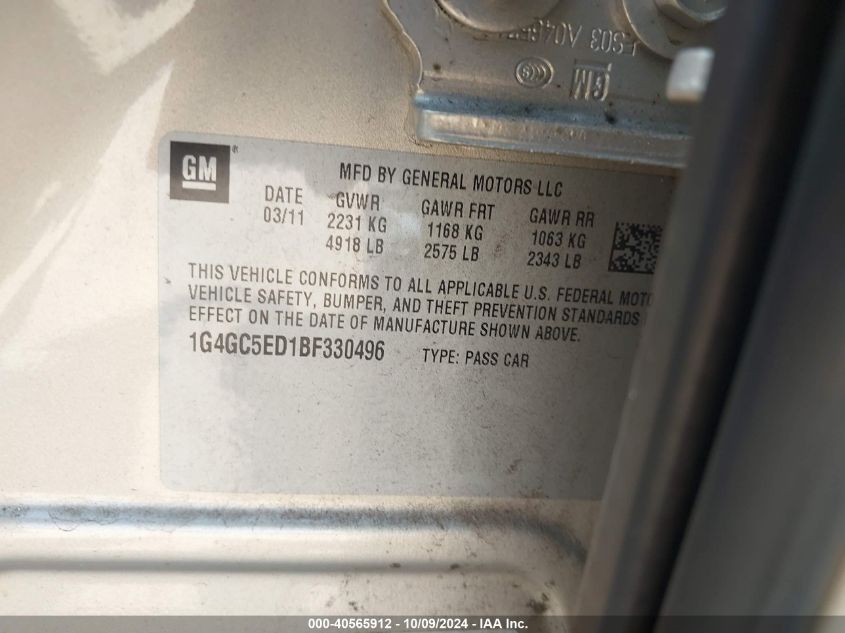 GM
GM
MFD BY GENERAL MOTORS LLC
DATE GVWR GAWR FRT GAWR RR
03/11 2231 KG 1168 KG 1063 KG
4918 LB 2575 LB 2343 LB
THIS VEHICLE CONFORMS TO ALL APPLICABLE U.S. FEDERAL
VEHICLE SAFETY, BUMPER, AND THEFT PREVENTION STANDARDS
EFFECT ON THE DATE OF MANUFACTURE SHOWN ABOVE.
1G4GC5ED1BF330496 TYPE: PASS CAR
000-40565912 - 10/09/2024 - IAA, Inc.